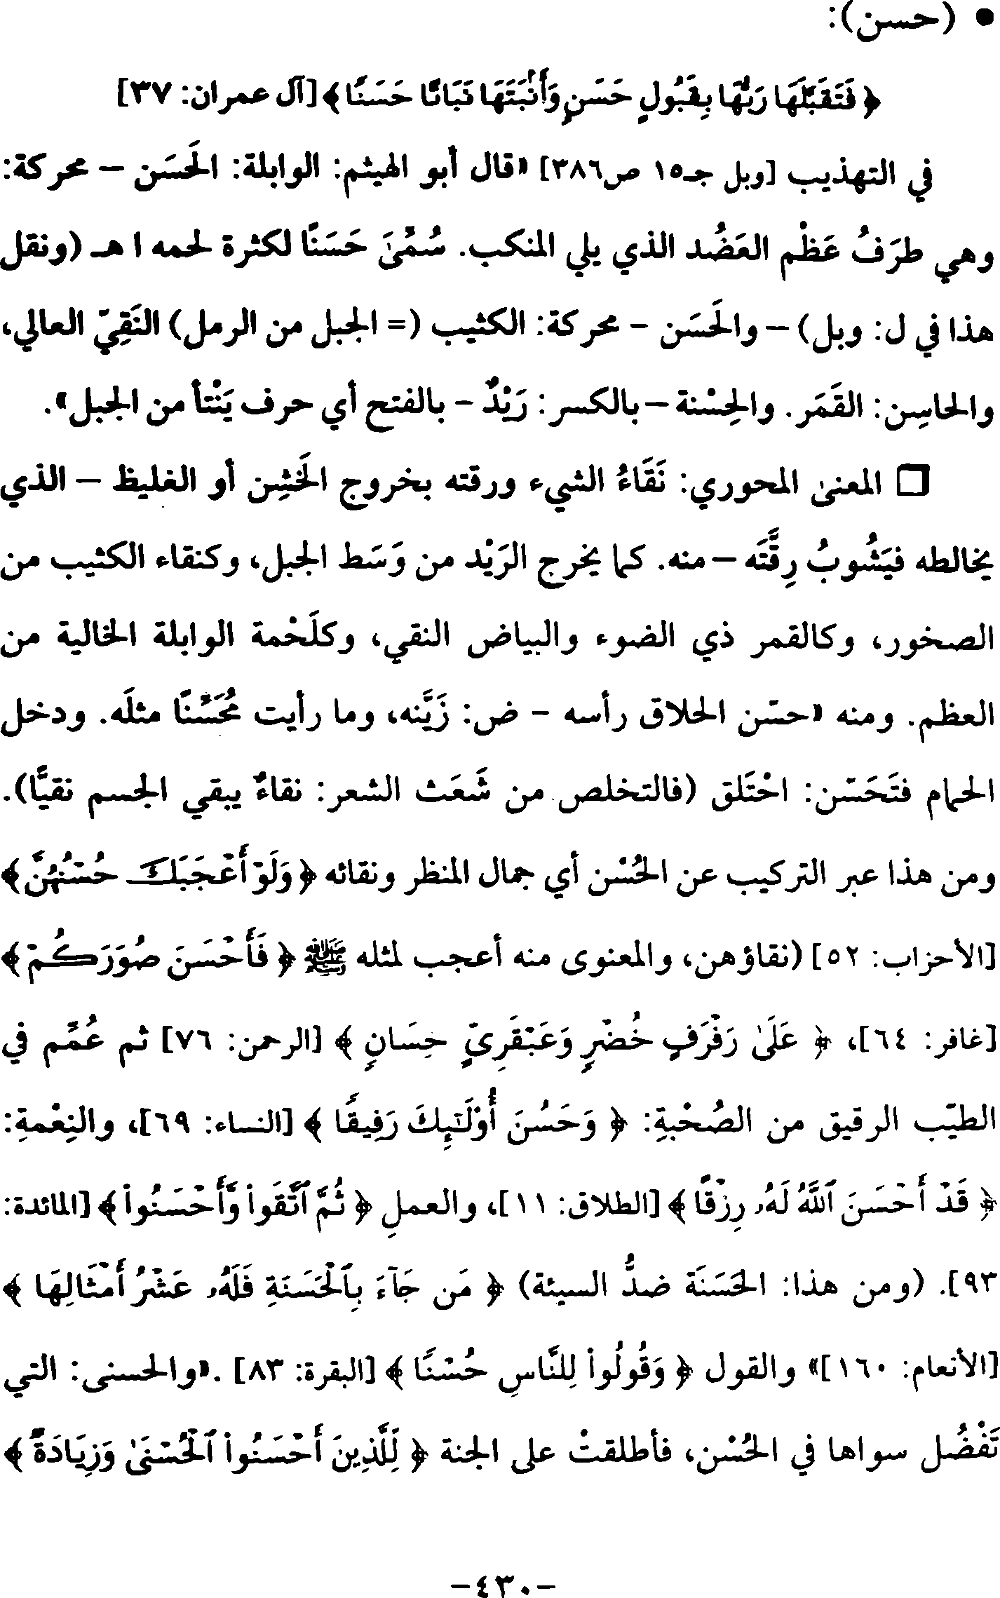 • (حسن):
﴿ فَتَقَبَّلَهَا رَبُّهَا بِقَبُولٍ حَسَنٍ وَأَنْبَتَهَا نَبَاتًا حَسَنًا ﴾ [آل عمران: ٣٧]
في التهذيب [وبل جـ١٥ ص٣٨٦] «قال أبو الهيثم: الوابلة: الحَسَن – محركة:
وهي طرَفُ عَظْم العَضُد الذي يلي المنكب. سُمِّىَ حَسَنًا لكثرة لحمه ا هـ (ونقل
هذا في ل: وبل) – والحَسَن - محركة: الكثيب (= الجبل من الرمل) النَقِيّ العالي،
والحاسِن: القَمَر. والحِسْنة – بالكسر: رَيْدٌ - بالفتح أي حرف يَنْتأ من الجبل».
❒ المعنى المحوري: نَقَاءُ الشيء ورقته بخروج الخَشِن أو الغليظ – الذي
يخالطه فيَشُوبُ رِقَّتَه – منه. كما يخرج الرَيْد من وَسَط الجبل، وكنقاء الكثيب من
الصخور، وكالقمر ذي الضوء والبياض النقي، وكلَحْمة الوابلة الخالية من
العظم. ومنه «حسّن الحلاق رأسه - ض: زَيَّنه، وما رأيت مُحَسِّنًا مثلَه. ودخل
الحمام فتَحَسّن: احْتَلق (فالتخلص من شَعَث الشعر: نقاءٌ يبقي الجسم نقيًّا).
ومن هذا عبر التركيب عن الحُسْن أي جمال المنظر ونقائه ﴿ وَلَوْ أَعْجَبَكَ حُسْنُهُنَّ ﴾
[الأحزاب: ٥٢] (نقاؤهن، والمعنوى منه أعجب لمثله ﷺ ﴿ فَأَحْسَنَ صُوَرَكُمْ ﴾
[غافر: ٦٤]، ﴿ عَلَىٰ رَفْرَفٍ خُضْرٍ وَعَبْقَرِيٍّ حِسَانٍ ﴾ [الرحمن: ٧٦] ثم عُمِّم في
الطيّب الرقيق من الصُحْبةِ: ﴿ وَحَسُنَ أُوْلَـٰٓئِكَ رَفِيقًا ﴾ [النساء: ٦٩]، والنِعْمةِ:
﴿ قَدْ أَحْسَنَ ٱللَّهُ لَهُۥ رِزْقًا ﴾ [الطلاق: ١١]، والعملِ ﴿ ثُمَّ ٱتَّقَوا۟ وَّأَحْسَنُوا۟ ﴾ [المائدة:
٩٣]. (ومن هذا: الحَسَنَة ضدُّ السيئة) ﴿ مَن جَآءَ بِٱلْحَسَنَةِ فَلَهُۥ عَشْرُ أَمْثَالِهَا ﴾
[الأنعام: ١٦٠]» والقول ﴿ وَقُولُوا۟ لِلنَّاسِ حُسْنًا ﴾ [البقرة: ٨٣] .«والحسنى: التي
تَفْضُل سواها في الحُسْن، فأطلقتْ على الجنة ﴿ لِّلَّذِينَ أَحْسَنُوا۟ ٱلْحُسْنَىٰ وَزِيَادَةٌ ﴾
-٤٣٠-